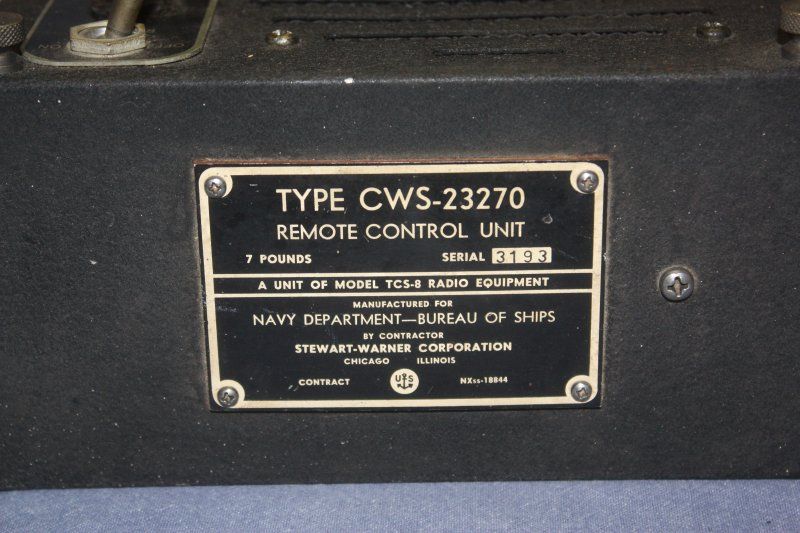 TYPE CWS-23270
REMOTE CONTROL UNIT
7 POUNDS SERIAL 3193
A UNIT OF MODEL TCS-8 RADIO EQUIPMENT
MANUFACTURED FOR
NAVY DEPARTMENT—BUREAU OF SHIPS
BY CONTRACTOR
STEWART-WARNER CORPORATION
CHICAGO ILLINOIS
CONTRACT US NXss-18844